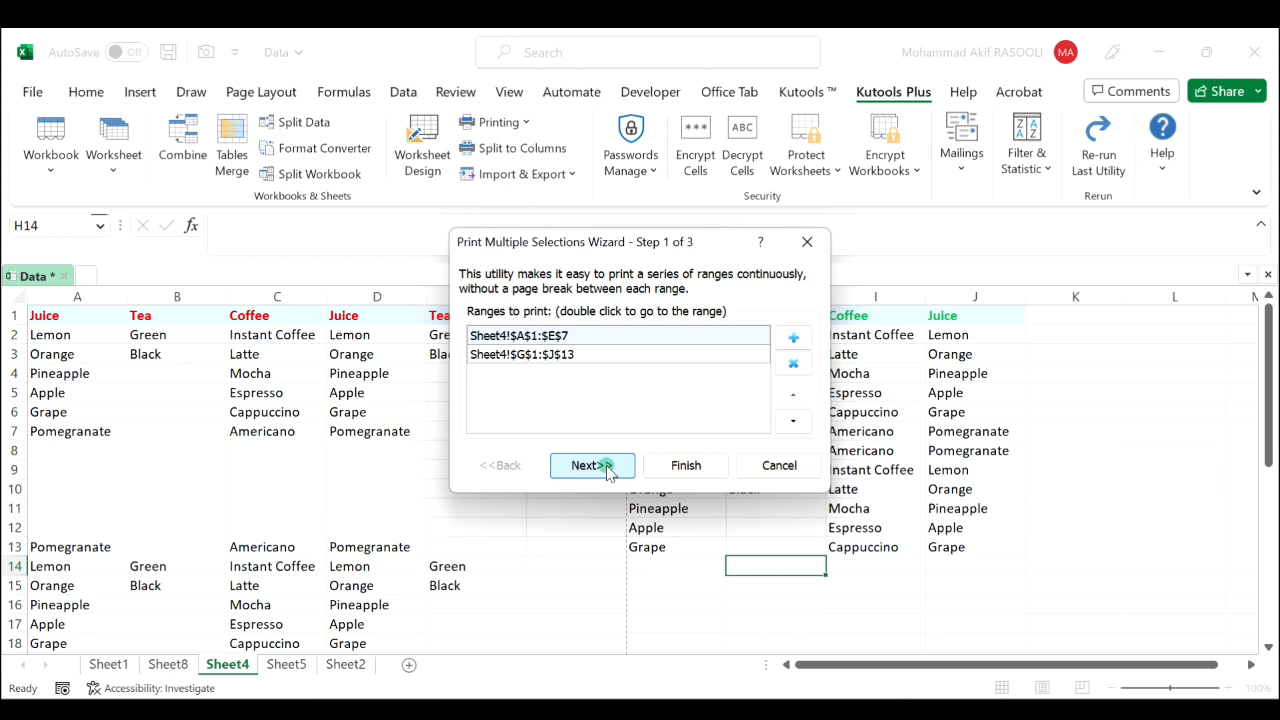 AutoSave Off Data Search Mohammad Akif RASOOLI MA
File Home Insert Draw Page Layout Formulas Data Review View Automate Developer Office Tab Kutools ™ Kutools Plus Help Acrobat Comments Share
Workbook Worksheet Combine Tables Merge Split Data Format Converter Split Workbook Worksheet Design Printing Split to Columns Import & Export Passwords Manage Encrypt Cells Decrypt Cells Protect Worksheets Encrypt Workbooks Mailings Filter & Statistic Re-run Last Utility Help
Workbooks & Sheets Security Rerun
H14 fx
Data *
Print Multiple Selections Wizard - Step 1 of 3 ?
This utility makes it easy to print a series of ranges continuously,
without a page break between each range.
Ranges to print: (double click to go to the range)
Sheet4!$A$1:$E$7
Sheet4!$G$1:$J$13
<<Back Next>> Finish Cancel
A B C D I J K L
1 Juice Tea Coffee Juice Tea Coffee Juice
2 Lemon Green Instant Coffee Lemon Instant Coffee Lemon
3 Orange Black Latte Orange Latte Orange
4 Pineapple Mocha Pineapple Mocha Pineapple
5 Apple Espresso Apple Espresso Apple
6 Grape Cappuccino Grape Cappuccino Grape
7 Pomegranate Americano Pomegranate Americano Pomegranate
8 Americano Pomegranate
9 Instant Coffee Lemon
10 Orange Black Latte Orange
11 Pineapple Mocha Pineapple
12 Apple Espresso Apple
13 Pomegranate Americano Pomegranate Grape Cappuccino Grape
14 Lemon Green Instant Coffee Lemon Green
15 Orange Black Latte Orange Black
16 Pineapple Mocha Pineapple
17 Apple Espresso Apple
18 Grape Cappuccino Grape
Sheet1 Sheet8 Sheet4 Sheet5 Sheet2
Ready Accessibility: Investigate 100%